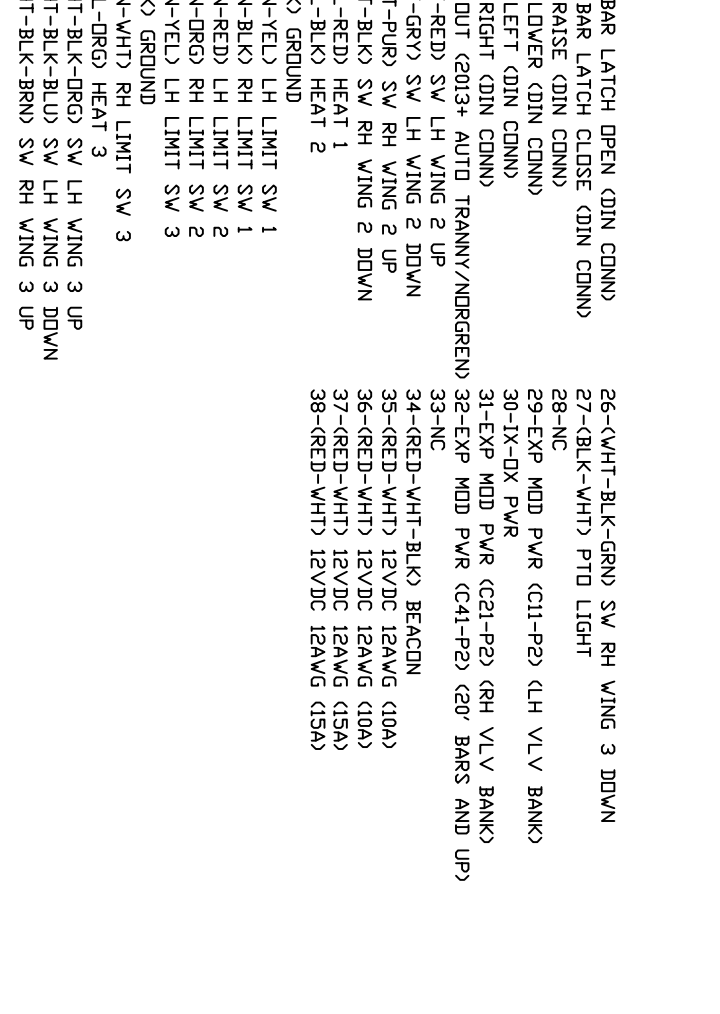 BAR LATCH OPEN (DIN CONN)
BAR LATCH CLOSE (DIN CONN)
RAISE (DIN CONN)
LOWER (DIN CONN)
LEFT (DIN CONN)
RIGHT (DIN CONN)
OUT (2013+ AUTO TRANNY/NORGREN)
-RED) SW LH WING 2 UP
-GRY) SW LH WING 2 DOWN
T-PUR) SW RH WING 2 UP
T-BLK) SW RH WING 2 DOWN
L-RED) HEAT 1
L-BLK) HEAT 2
K) GROUND
N-YEL) LH LIMIT SW 1
N-BLK) RH LIMIT SW 1
N-RED) LH LIMIT SW 2
N-ORG) RH LIMIT SW 2
N-YEL) LH LIMIT SW 3
K) GROUND
N-WHT) RH LIMIT SW 3
L-ORG) HEAT 3
HT-BLK-ORG) SW LH WING 3 UP
HT-BLK-BLU) SW LH WING 3 DOWN
HT-BLK-BRN) SW RH WING 3 UP
26-(WHT-BLK-GRN) SW RH WING 3 DOWN
27-(BLK-WHT) PTO LIGHT
28-NC
29-EXP MOD PWR (C11-P2) (LH VLV BANK)
30-IX-OX PWR
31-EXP MOD PWR (C21-P2) (RH VLV BANK)
32-EXP MOD PWR (C41-P2) (20' BARS AND UP)
33-NC
34-(RED-WHT-BLK) BEACON
35-(RED-WHT) 12VDC 12AWG (10A)
36-(RED-WHT) 12VDC 12AWG (10A)
37-(RED-WHT) 12VDC 12AWG (15A)
38-(RED-WHT) 12VDC 12AWG (15A)